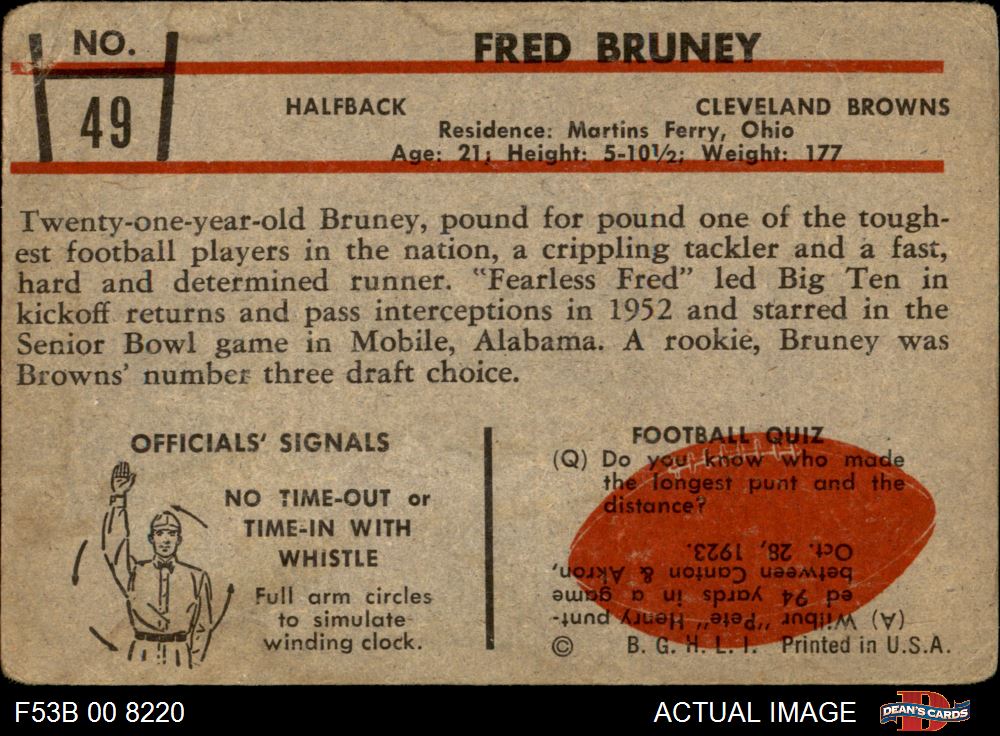 NO.
49
FRED BRUNEY
HALFBACK CLEVELAND BROWNS
Residence: Martins Ferry, Ohio
Age: 21; Height: 5-10½; Weight: 177
Twenty-one-year-old Bruney, pound for pound one of the tough-
est football players in the nation, a crippling tackler and a fast,
hard and determined runner. "Fearless Fred" led Big Ten in
kickoff returns and pass interceptions in 1952 and starred in the
Senior Bowl game in Mobile, Alabama. A rookie, Bruney was
Browns' number three draft choice.
OFFICIALS' SIGNALS
NO TIME-OUT or
TIME-IN WITH
WHISTLE
Full arm circles
to simulate
winding clock.
FOOTBALL QUIZ
(Q) Do you know who made
the longest punt and the
distance?
(A) Wilbur "Pete" Henry punt-
ed 94 yards in a game
between Canton & Akron,
Oct. 28, 1923.
© B. G. H. L. I. Printed in U.S.A.
F53B 00 8220
ACTUAL IMAGE
DEAN'S CARDS